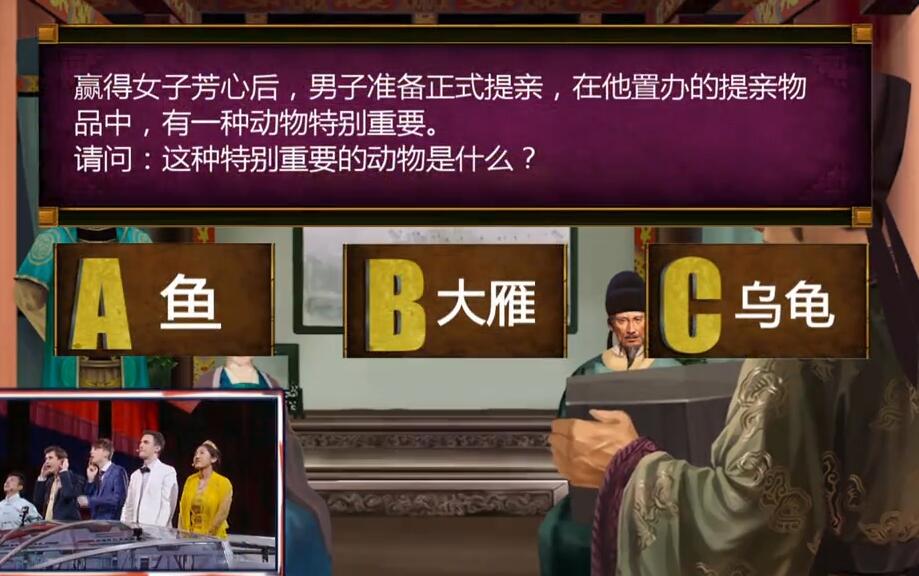 赢得女子芳心后，男子准备正式提亲，在他置办的提亲物
品中，有一种动物特别重要。
请问：这种特别重要的动物是什么？
A 鱼
B 大雁
C 乌龟